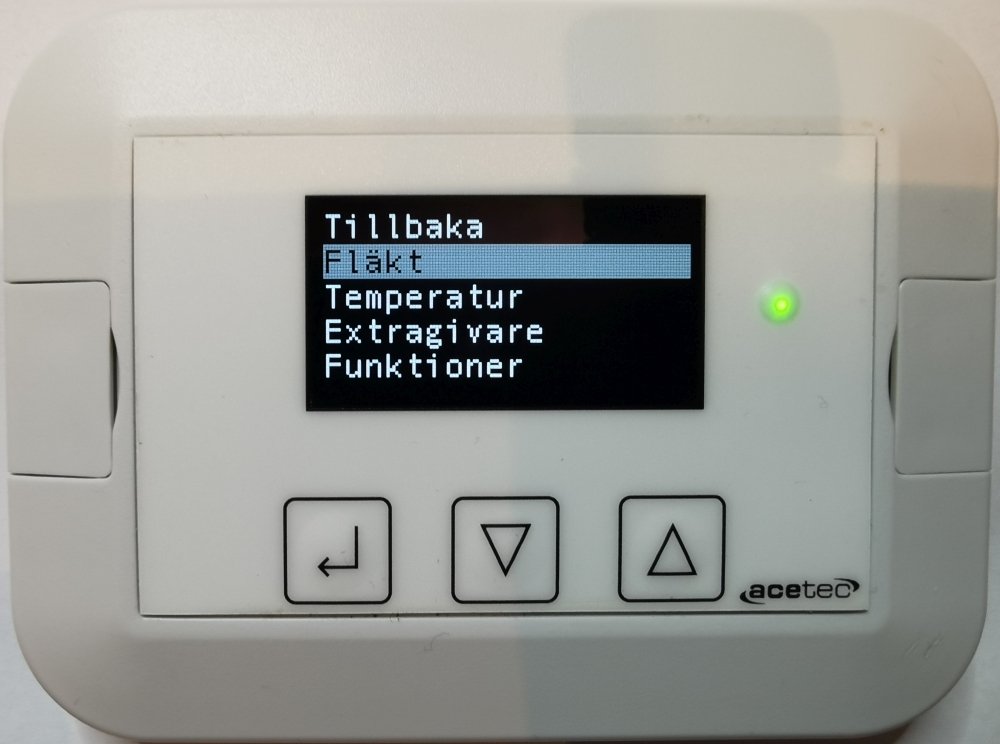 Tillbaka
Fläkt
Temperatur
Extragivare
Funktioner
acetec